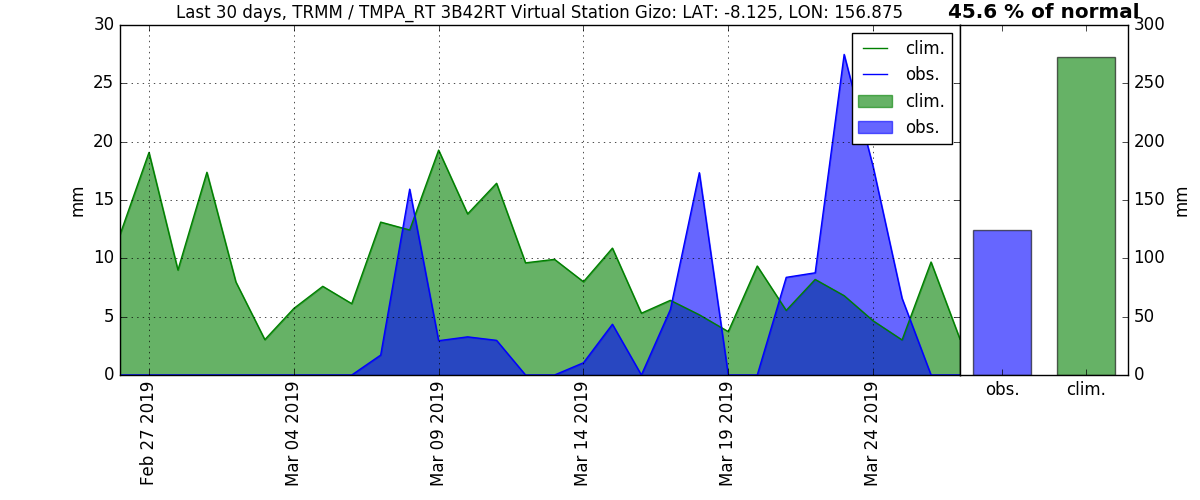 Last 30 days, TRMM / TMPA_RT 3B42RT Virtual Station Gizo: LAT: -8.125, LON: 156.875
45.6 % of normal
30
25
20
15
10
5
0
mm
clim.
obs.
clim.
obs.
Feb 27 2019
Mar 04 2019
Mar 09 2019
Mar 14 2019
Mar 19 2019
Mar 24 2019
300
250
200
150
100
50
0
mm
obs.
clim.